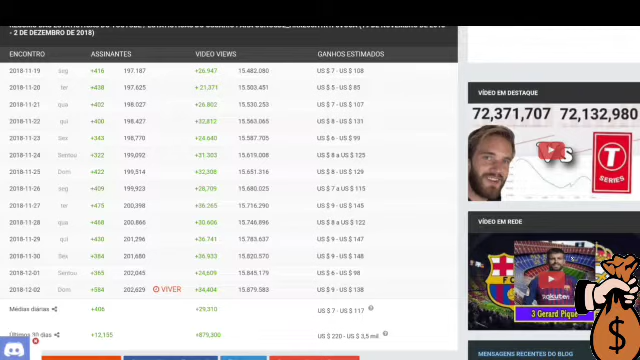 - 2 DE DEZEMBRO DE 2018)
ENCONTRO ASSINANTES VIDEO VIEWS GANHOS ESTIMADOS
2018-11-19 seg +416 197.187 +26,947 15.482.080 US $ 7 - US $ 108
2018-11-20 ter +438 197.625 + 21,371 15.503.451 US $ 5 - US $ 85
2018-11-21 qua +402 198.027 +26.802 15.530.253 US $ 7 - US $ 107
2018-11-22 qui +400 198.427 +32,812 15.563.065 US $ 8 - US $ 131
2018-11-23 Sex +343 198,770 +24.640 15.587.705 US $ 6 - US $ 99
2018-11-24 Sentou +322 199,092 +31.303 15.619.008 US $ 8 a US $ 125
2018-11-25 Dom. +422 199,514 +32,308 15.651.316 US $ 8 - US $ 129
2018-11-26 seg +409 199,923 +28,709 15.680.025 US $ 7 a US $ 115
2018-11-27 ter +475 200,398 +36.265 15.716.290 US $ 9 - US $ 145
2018-11-28 qua +468 200.866 +30.606 15.746.896 US $ 8 a US $ 122
2018-11-29 qui +430 201,296 +36.741 15.783.637 US $ 9 - US $ 147
2018-11-30 Sex +384 201,680 +36,933 15.820.570 US $ 9 - US $ 148
2018-12-01 Sentou +365 202,045 +24,609 15.845.179 US $ 6 - US $ 98
2018-12-02 Dom +584 202,629 VIVER +34,404 15.879.583 US $ 9 - US $ 138
Médias diárias +406 +29,310 US $ 7 - US $ 117
Últimos 30 dias +12,155 +879,300 US $ 220 - US $ 3,5 mil
VÍDEO EM DESTAQUE
72,371,707 72,132,980
VS
T
SERIES
VÍDEO EM REDE
Rakuten
3 Gerard Piqué
$
MENSAGENS RECENTES DO BLOG